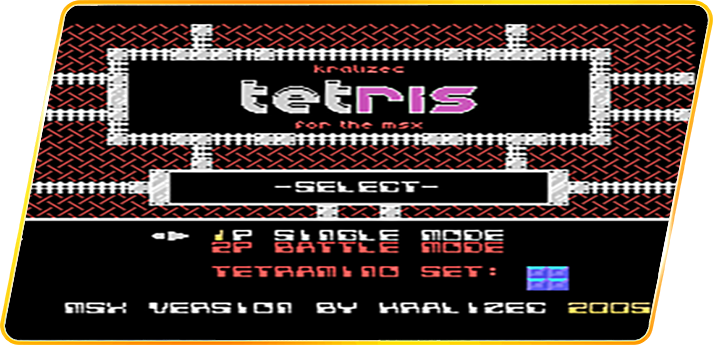 kralizec
tetris
for the msx
-SELECT-
1P SINGLE MODE
2P BATTLE MODE
TETRAMINO SET:
MSX VERSION BY KRALIZEC 2005